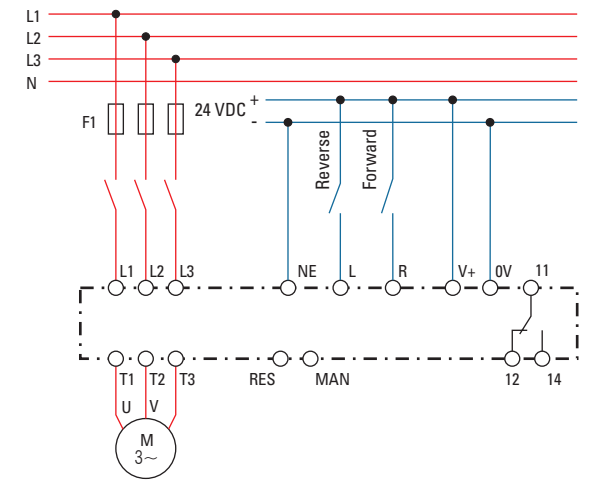 L1
L2
L3
N
F1
24 VDC
+
-
Reverse
Forward
L1 L2 L3 NE L R V+ 0V 11
T1 T2 T3 RES MAN 12 14
U V
M
3~